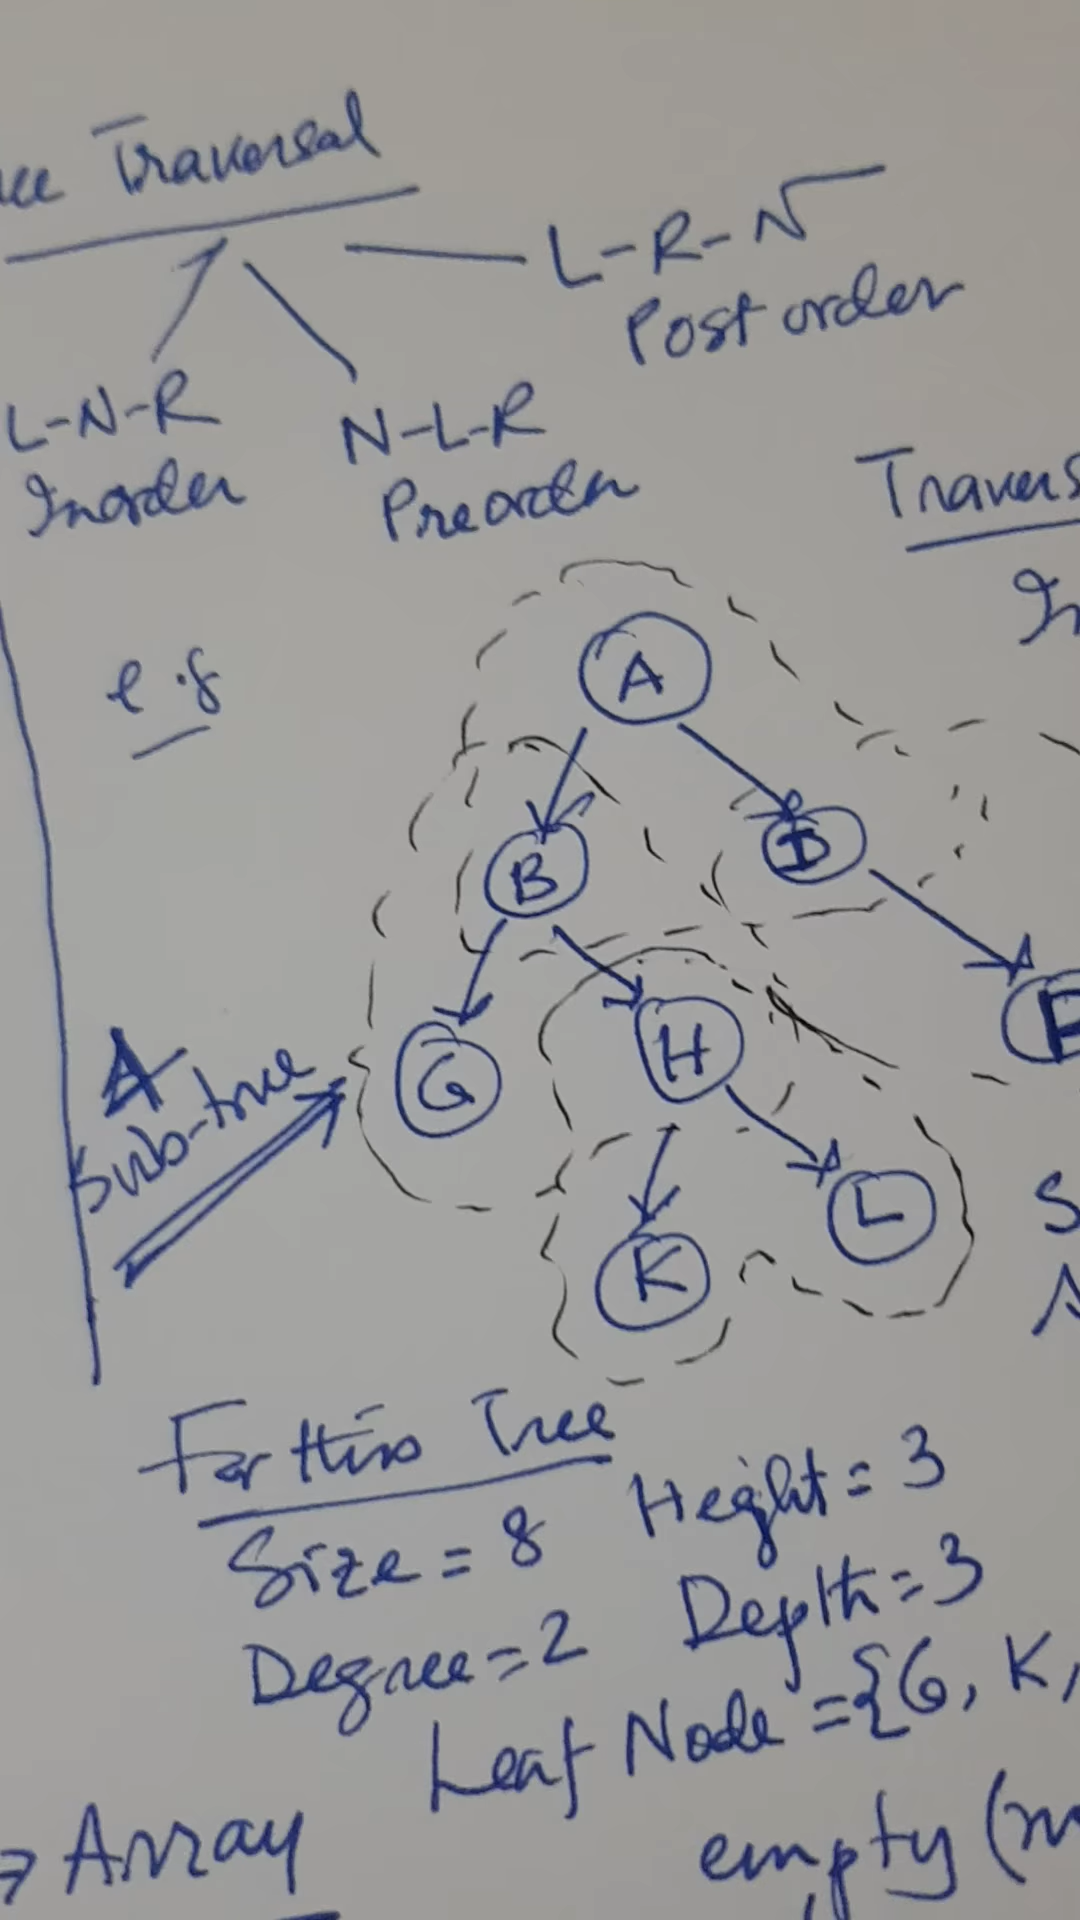 Traversal
L-R-N
Post order
L-N-R
Inorder
N-L-R
Preorder
e.g
A
B
D
G
H
K
L
A
Sub-tree
For this Tree
Size = 8
Height = 3
Degree = 2
Depth = 3
Leaf Node = {G, K,
⇒ Array
empty (